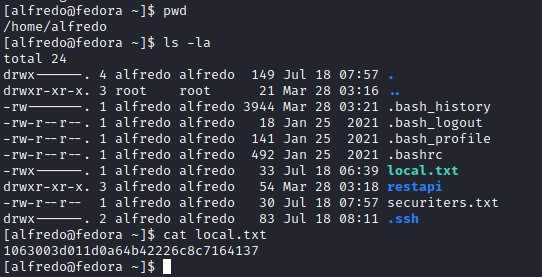 [alfredo@fedora ~]$ pwd
/home/alfredo
[alfredo@fedora ~]$ ls -la
total 24
drwx------. 4 alfredo alfredo  149 Jul 18 07:57 .
drwxr-xr-x. 3 root    root      21 Mar 28 03:16 ..
-rw-------. 1 alfredo alfredo 3944 Mar 28 03:21 .bash_history
-rw-r--r--. 1 alfredo alfredo   18 Jan 25  2021 .bash_logout
-rw-r--r--. 1 alfredo alfredo  141 Jan 25  2021 .bash_profile
-rw-r--r--. 1 alfredo alfredo  492 Jan 25  2021 .bashrc
-rwx------. 1 alfredo alfredo   33 Jul 18 06:39 local.txt
drwxr-xr-x. 3 alfredo alfredo   54 Mar 28 03:18 restapi
-rw-r--r--  1 alfredo alfredo   30 Jul 18 07:57 securiters.txt
drwx------. 2 alfredo alfredo   83 Jul 18 08:11 .ssh
[alfredo@fedora ~]$ cat local.txt
1063003d011d0a64b42226c8c7164137
[alfredo@fedora ~]$